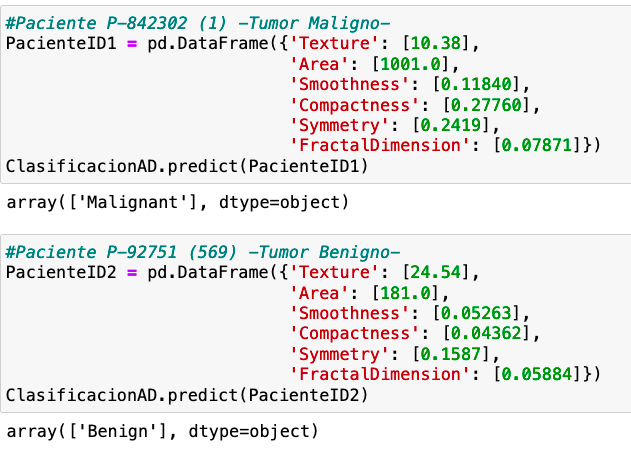 #Paciente P-842302 (1) -Tumor Maligno-
PacienteID1 = pd.DataFrame({'Texture': [10.38],
'Area': [1001.0],
'Smoothness': [0.11840],
'Compactness': [0.27760],
'Symmetry': [0.2419],
'FractalDimension': [0.07871]})
ClasificacionAD.predict(PacienteID1)
array(['Malignant'], dtype=object)
#Paciente P-92751 (569) -Tumor Benigno-
PacienteID2 = pd.DataFrame({'Texture': [24.54],
'Area': [181.0],
'Smoothness': [0.05263],
'Compactness': [0.04362],
'Symmetry': [0.1587],
'FractalDimension': [0.05884]})
ClasificacionAD.predict(PacienteID2)
array(['Benign'], dtype=object)